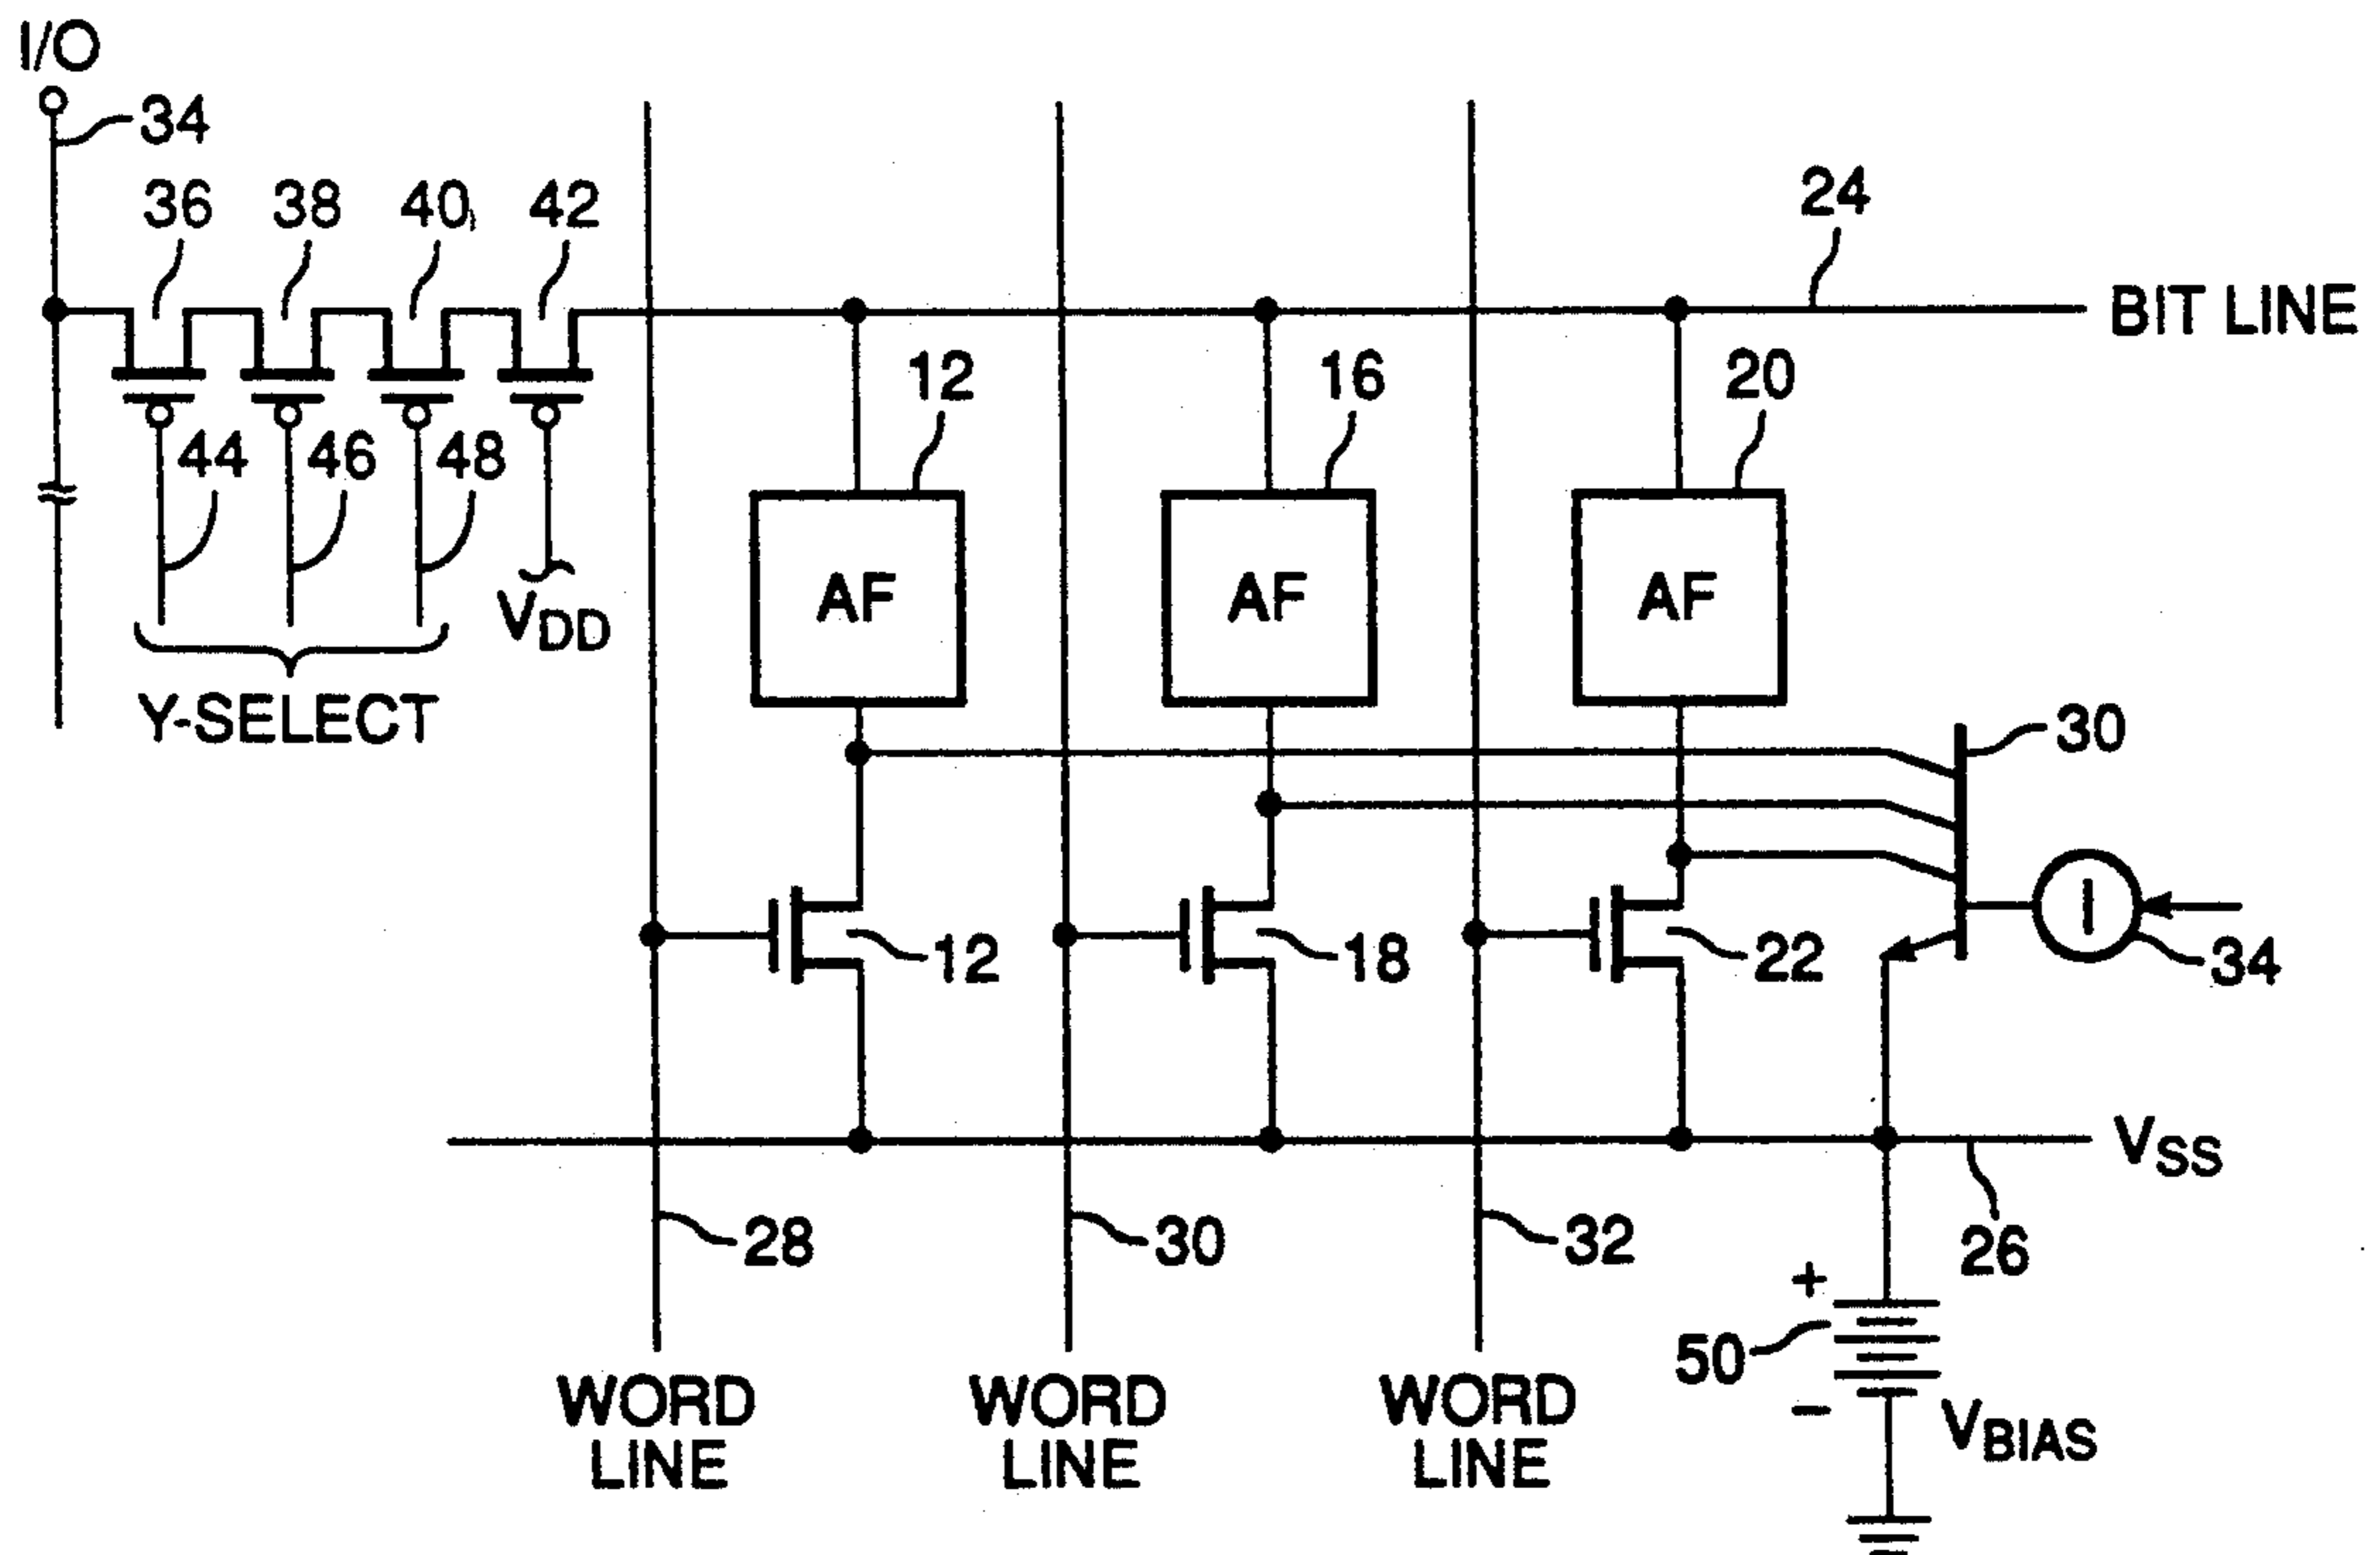 I/O
34
36 38 40 42
24
BIT LINE
12 16 20
44 46 48
AF AF AF
VDD
Y-SELECT
30
12 18 22
I
34
VSS
28 30 32
26
+
50
−
VBIAS
WORD LINE
WORD LINE
WORD LINE